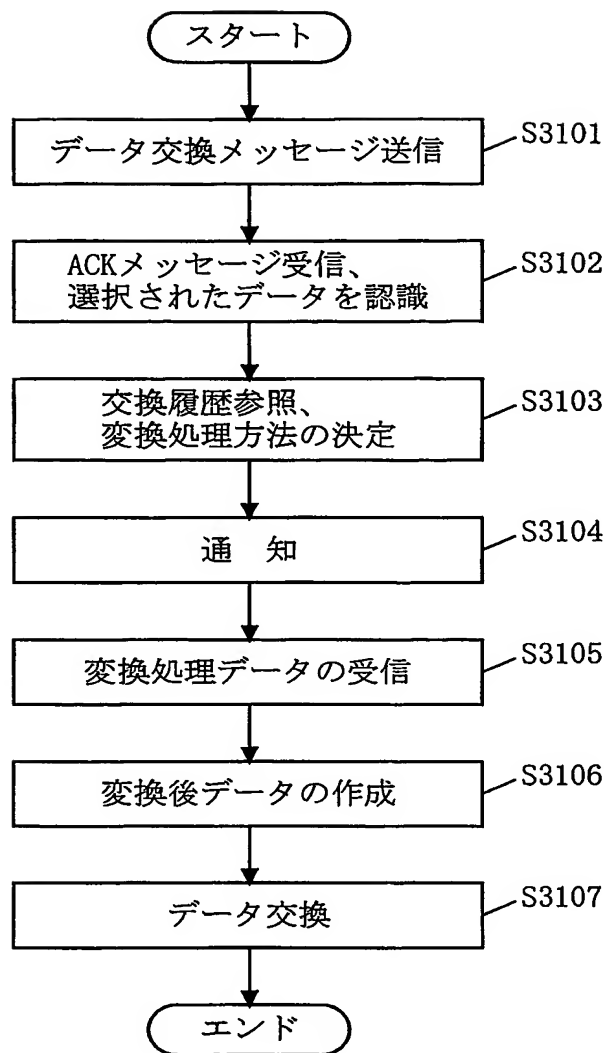 スタート
データ交換メッセージ送信
S3101
ACKメッセージ受信、
選択されたデータを認識
S3102
交換履歴参照、
変換処理方法の決定
S3103
通 知
S3104
変換処理データの受信
S3105
変換後データの作成
S3106
データ交換
S3107
エンド